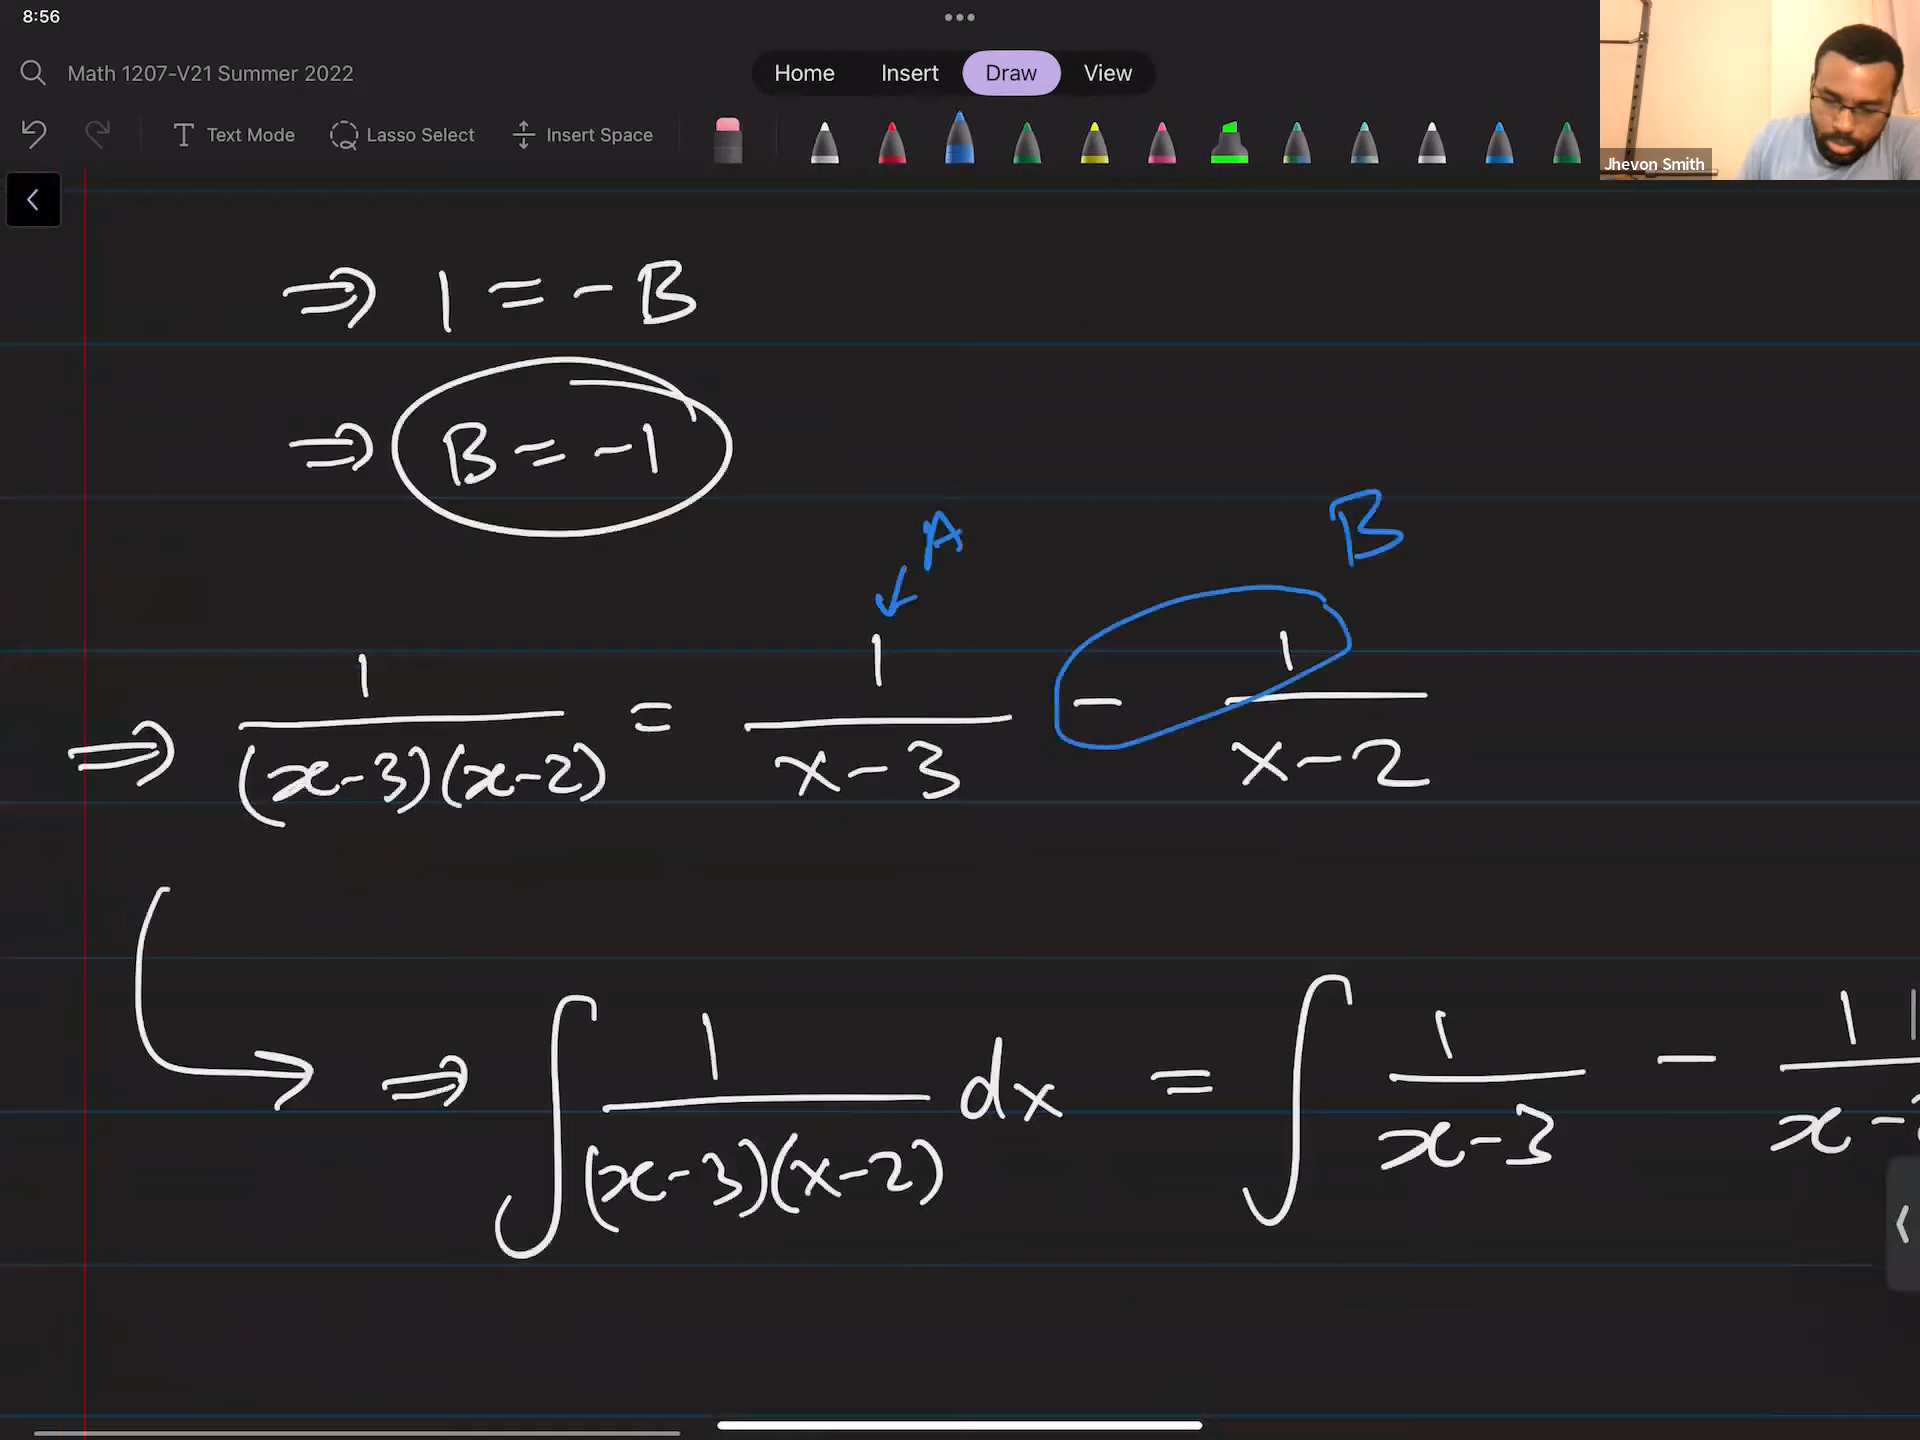 8:56
Math 1207-V21 Summer 2022
Home Insert Draw View
Text Mode Lasso Select Insert Space
Jhevon Smith
⇒ 1 = -B
⇒ B = -1
A B
⇒ 1/((x-3)(x-2)) = 1/(x-3) - 1/(x-2)
⇒ ∫ 1/((x-3)(x-2)) dx = ∫ 1/(x-3) - 1/(x-